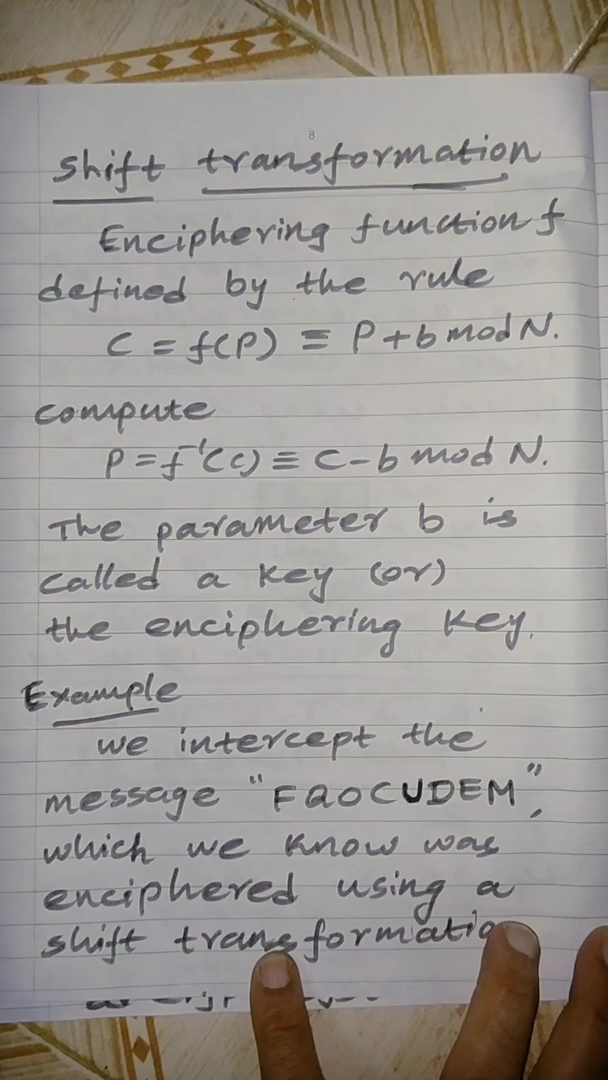 8
Shift transformation
Enciphering function f
defined by the rule
C = f(P) ≡ P+b mod N.
compute
P = f⁻¹(C) ≡ C-b mod N.
The parameter b is
called a key (or)
the enciphering key.
Example
we intercept the
message "FQOCUDEM",
which we know was
enciphered using a
shift transformatio